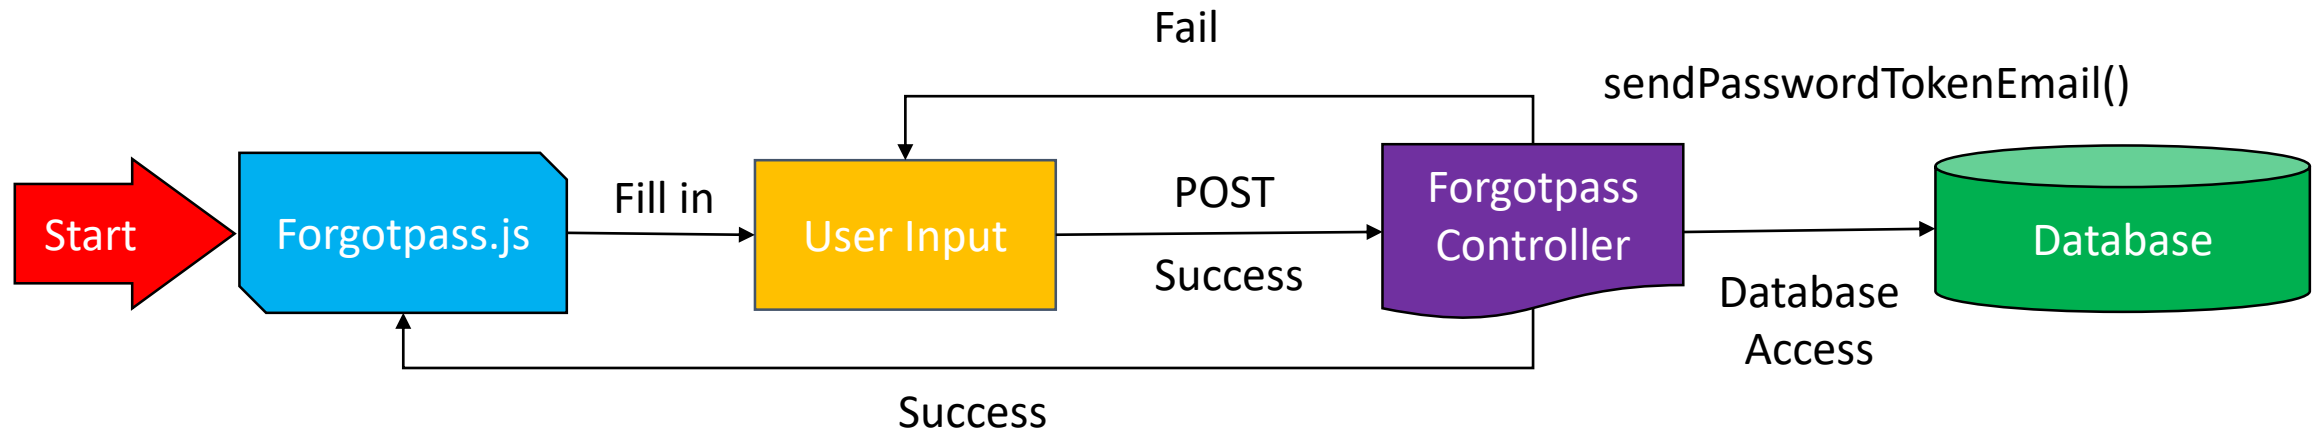 Fail
sendPasswordTokenEmail()
Start
Forgotpass.js
Fill in
User Input
POST
Success
Forgotpass
Controller
Database
Access
Database
Success